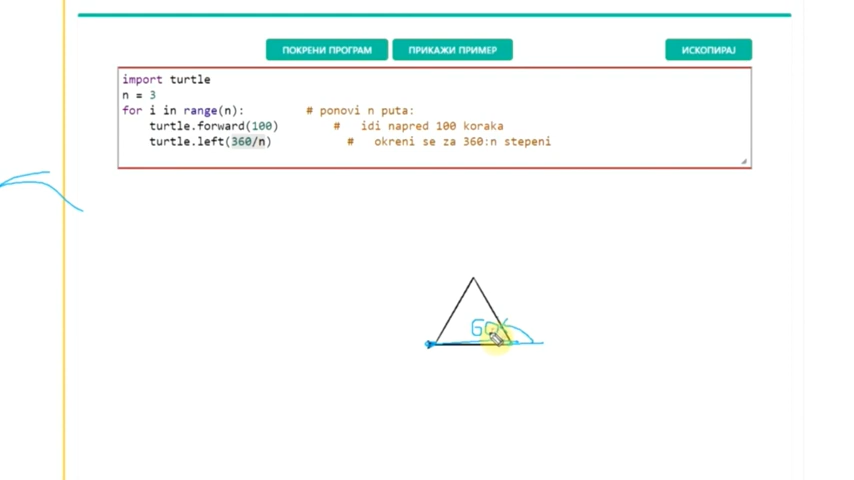 ПОКРЕНИ ПРОГРАМ ПРИКАЖИ ПРИМЕР ИСКОПИРАЈ
import turtle
n = 3
for i in range(n): # ponovi n puta:
turtle.forward(100) # idi napred 100 koraka
turtle.left(360/n) # okreni se za 360:n stepeni
60